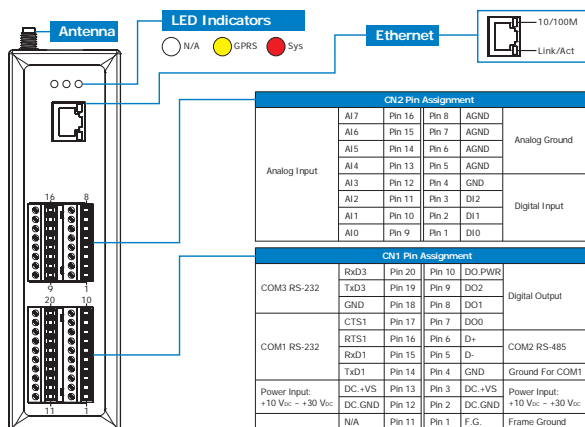 Antenna
LED Indicators
N/A GPRS Sys
Ethernet
10/100M
Link/Act
16 8
9 1
20 10
11 1
CN2 Pin Assignment
Analog Input
AI7 Pin 16 Pin 8 AGND
AI6 Pin 15 Pin 7 AGND
AI5 Pin 14 Pin 6 AGND
AI4 Pin 13 Pin 5 AGND
Analog Ground
AI3 Pin 12 Pin 4 GND
AI2 Pin 11 Pin 3 DI2
AI1 Pin 10 Pin 2 DI1
AI0 Pin 9 Pin 1 DI0
Digital Input
CN1 Pin Assignment
COM3 RS-232
RxD3 Pin 20 Pin 10 DO.PWR
TxD3 Pin 19 Pin 9 DO2
GND Pin 18 Pin 8 DO1
Digital Output
COM1 RS-232
CTS1 Pin 17 Pin 7 DO0
RTS1 Pin 16 Pin 6 D+
RxD1 Pin 15 Pin 5 D-
COM2 RS-485
TxD1 Pin 14 Pin 4 GND Ground For COM1
Power Input:
+10 VDC ~ +30 VDC
DC.+VS Pin 13 Pin 3 DC.+VS
DC.GND Pin 12 Pin 2 DC.GND
Power Input:
+10 VDC ~ +30 VDC
N/A Pin 11 Pin 1 F.G. Frame Ground